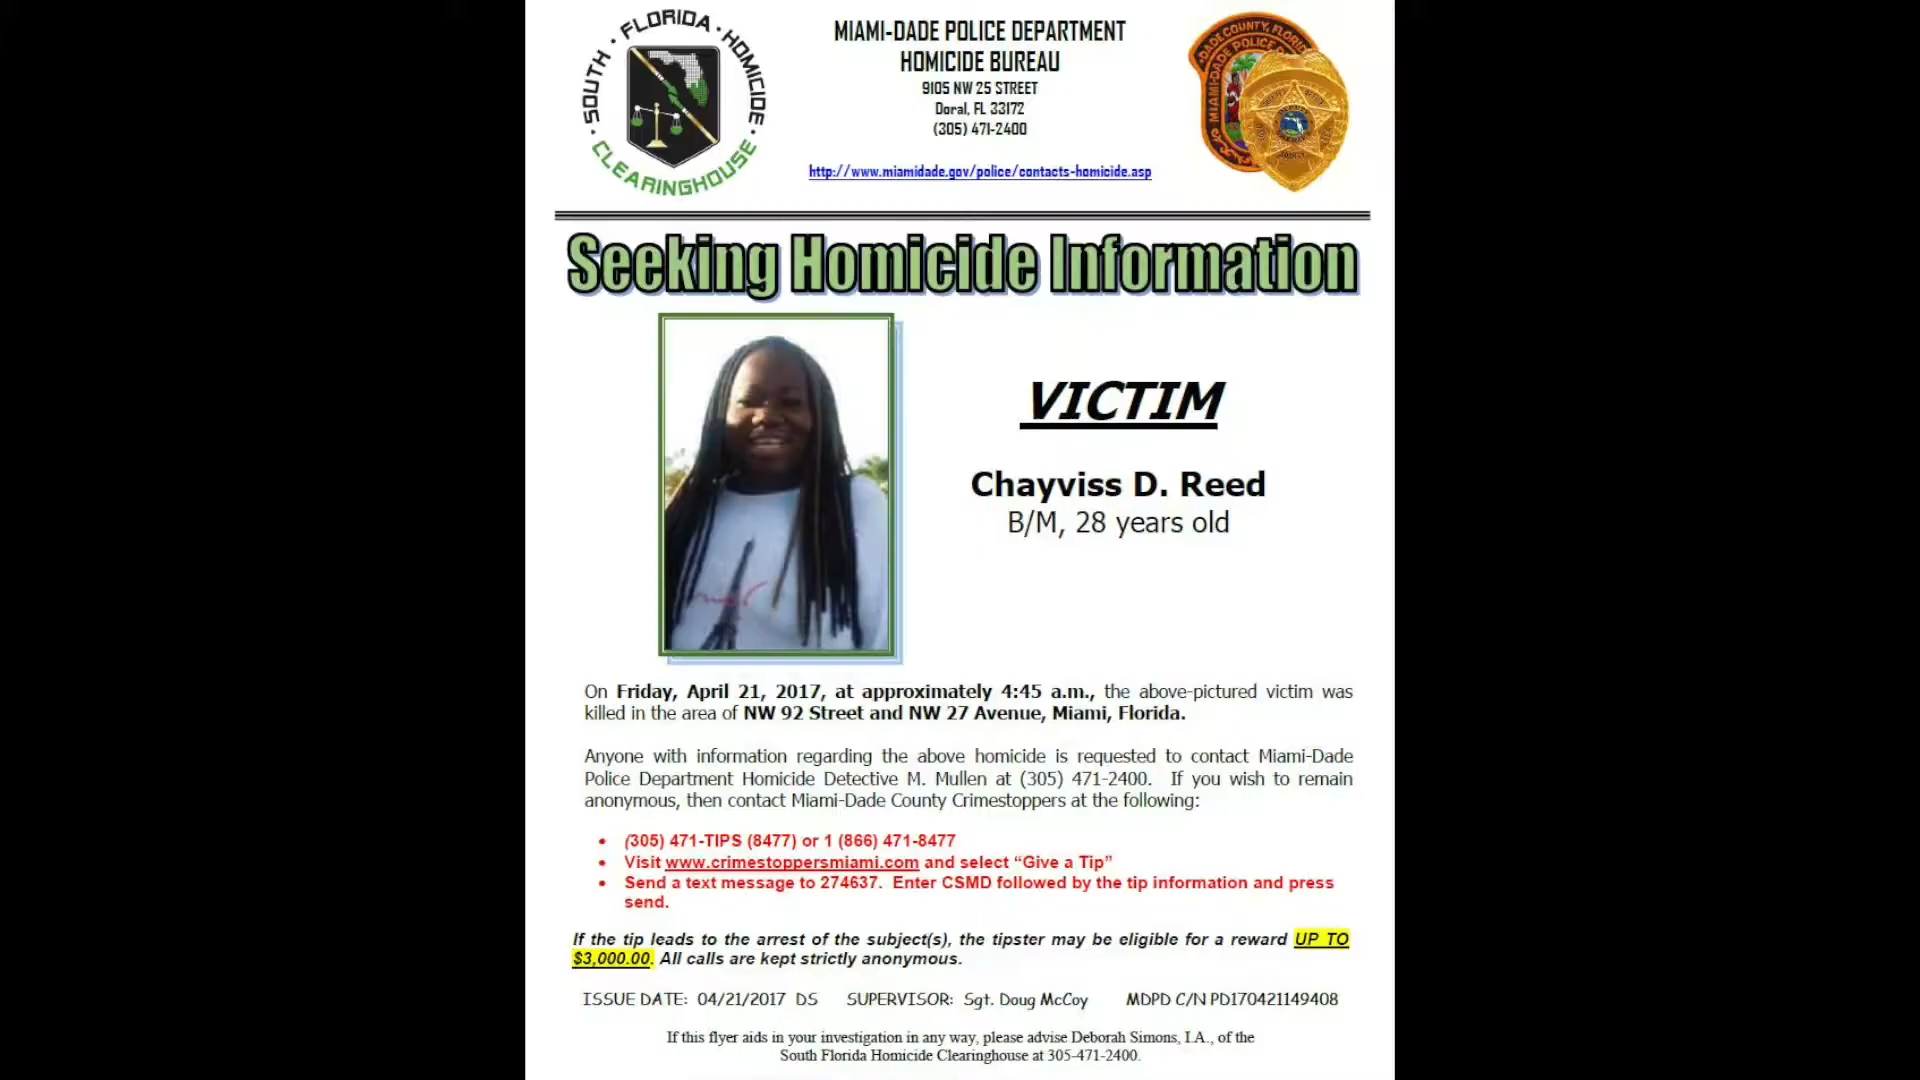 SOUTH · FLORIDA · HOMICIDE · CLEARINGHOUSE ·
MIAMI-DADE POLICE DEPARTMENT
HOMICIDE BUREAU
9105 NW 25 STREET
Doral, FL 33172
(305) 471-2400
http://www.miamidade.gov/police/contacts-homicide.asp
Seeking Homicide Information
VICTIM
Chayviss D. Reed
B/M, 28 years old
On Friday, April 21, 2017, at approximately 4:45 a.m., the above-pictured victim was
killed in the area of NW 92 Street and NW 27 Avenue, Miami, Florida.
Anyone with information regarding the above homicide is requested to contact Miami-Dade
Police Department Homicide Detective M. Mullen at (305) 471-2400. If you wish to remain
anonymous, then contact Miami-Dade County Crimestoppers at the following:
• (305) 471-TIPS (8477) or 1 (866) 471-8477
• Visit www.crimestoppersmiami.com and select “Give a Tip”
• Send a text message to 274637. Enter CSMD followed by the tip information and press
send.
If the tip leads to the arrest of the subject(s), the tipster may be eligible for a reward UP TO
$3,000.00. All calls are kept strictly anonymous.
ISSUE DATE: 04/21/2017 DS SUPERVISOR: Sgt. Doug McCoy MDPD C/N PD170421149408
If this flyer aids in your investigation in any way, please advise Deborah Simons, I.A., of the
South Florida Homicide Clearinghouse at 305-471-2400.